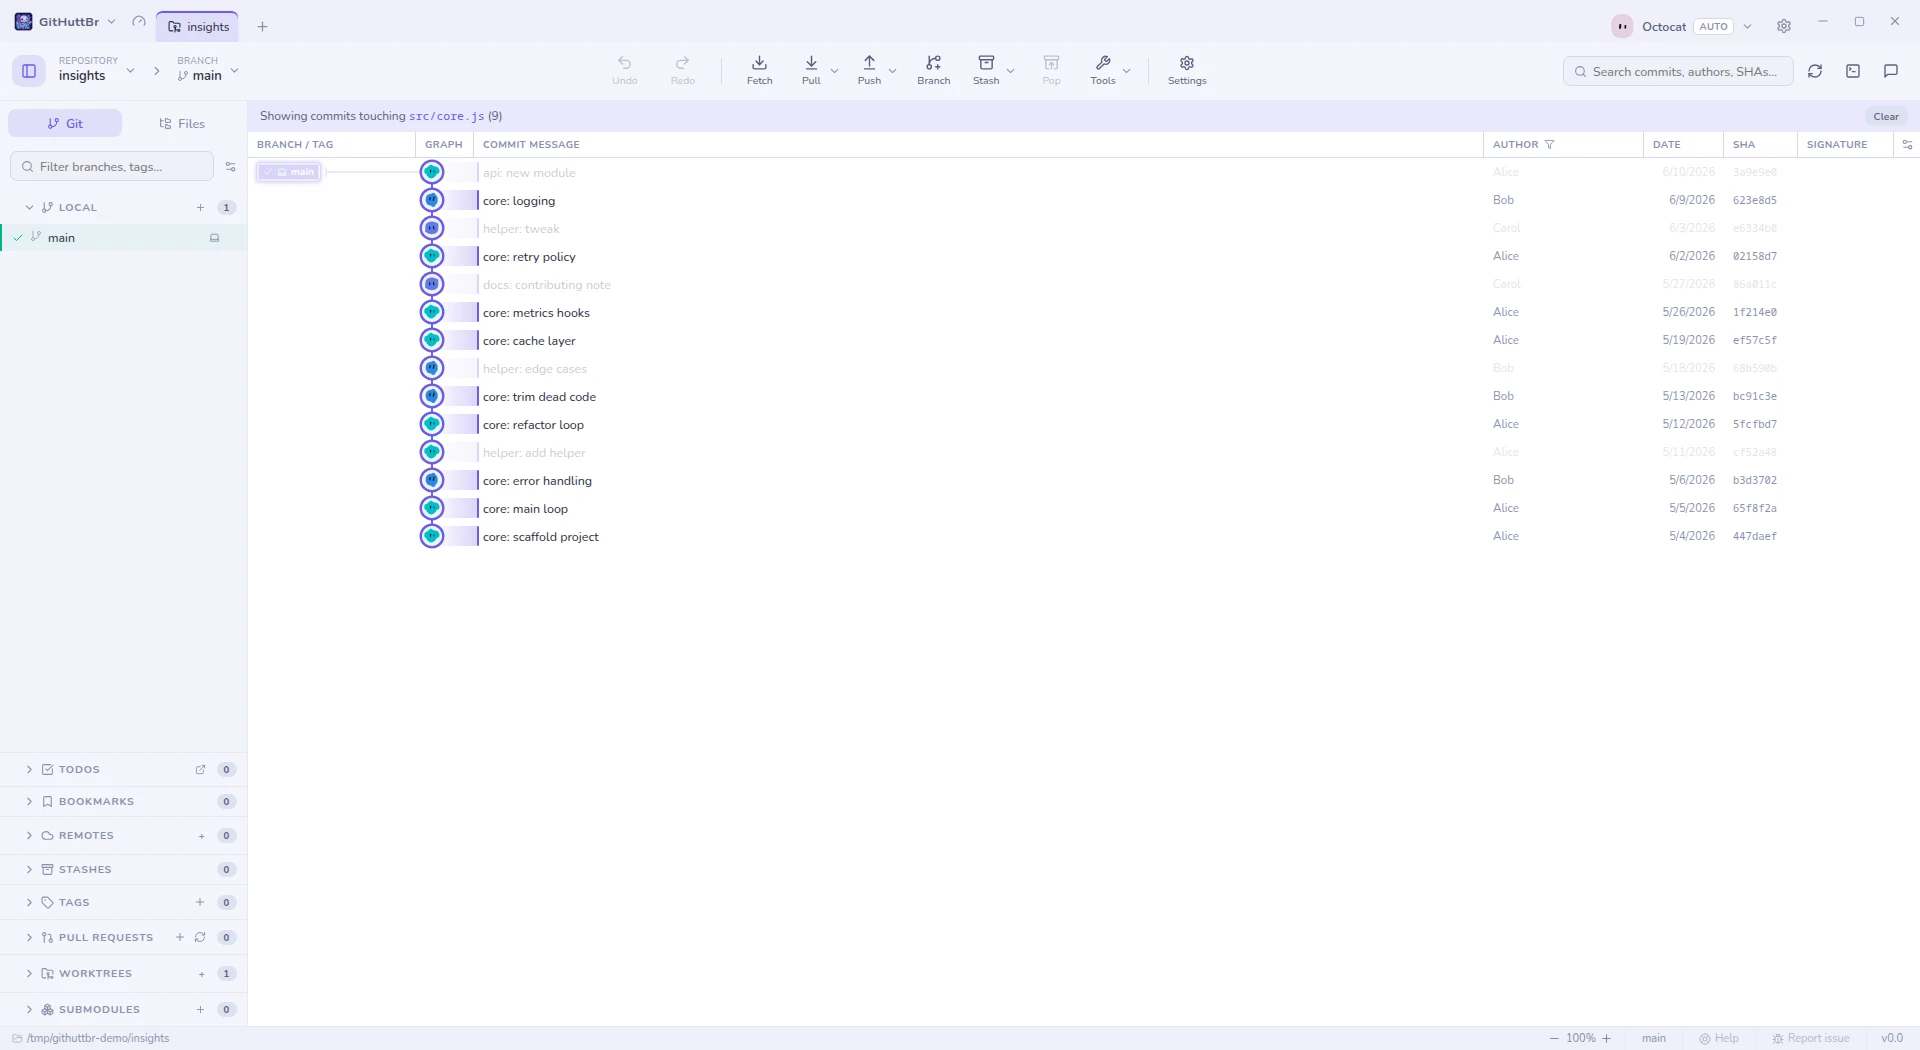 GitHuttBr
insights
Octocat AUTO
REPOSITORY
insights
BRANCH
main
Undo
Redo
Fetch
Pull
Push
Branch
Stash
Pop
Tools
Settings
Search commits, authors, SHAs...
Git
Files
Filter branches, tags...
LOCAL 1
main
TODOS 0
BOOKMARKS 0
REMOTES 0
STASHES 0
TAGS 0
PULL REQUESTS 0
WORKTREES 1
SUBMODULES 0
Showing commits touching src/core.js (9)
Clear
BRANCH / TAG GRAPH COMMIT MESSAGE AUTHOR DATE SHA SIGNATURE
main api: new module Alice 6/10/2026 3a9e9e0
core: logging Bob 6/9/2026 623e8d5
helper: tweak Carol 6/3/2026 e6334b0
core: retry policy Alice 6/2/2026 02158d7
docs: contributing note Carol 5/27/2026 86a011c
core: metrics hooks Alice 5/26/2026 1f214e0
core: cache layer Alice 5/19/2026 ef57c5f
helper: edge cases Bob 5/18/2026 68b590b
core: trim dead code Bob 5/13/2026 bc91c3e
core: refactor loop Alice 5/12/2026 5fcfbd7
helper: add helper Alice 5/11/2026 cf52a48
core: error handling Bob 5/6/2026 b3d3702
core: main loop Alice 5/5/2026 65f8f2a
core: scaffold project Alice 5/4/2026 447daef
/tmp/githuttbr-demo/insights
100%
main
Help
Report issue
v0.0